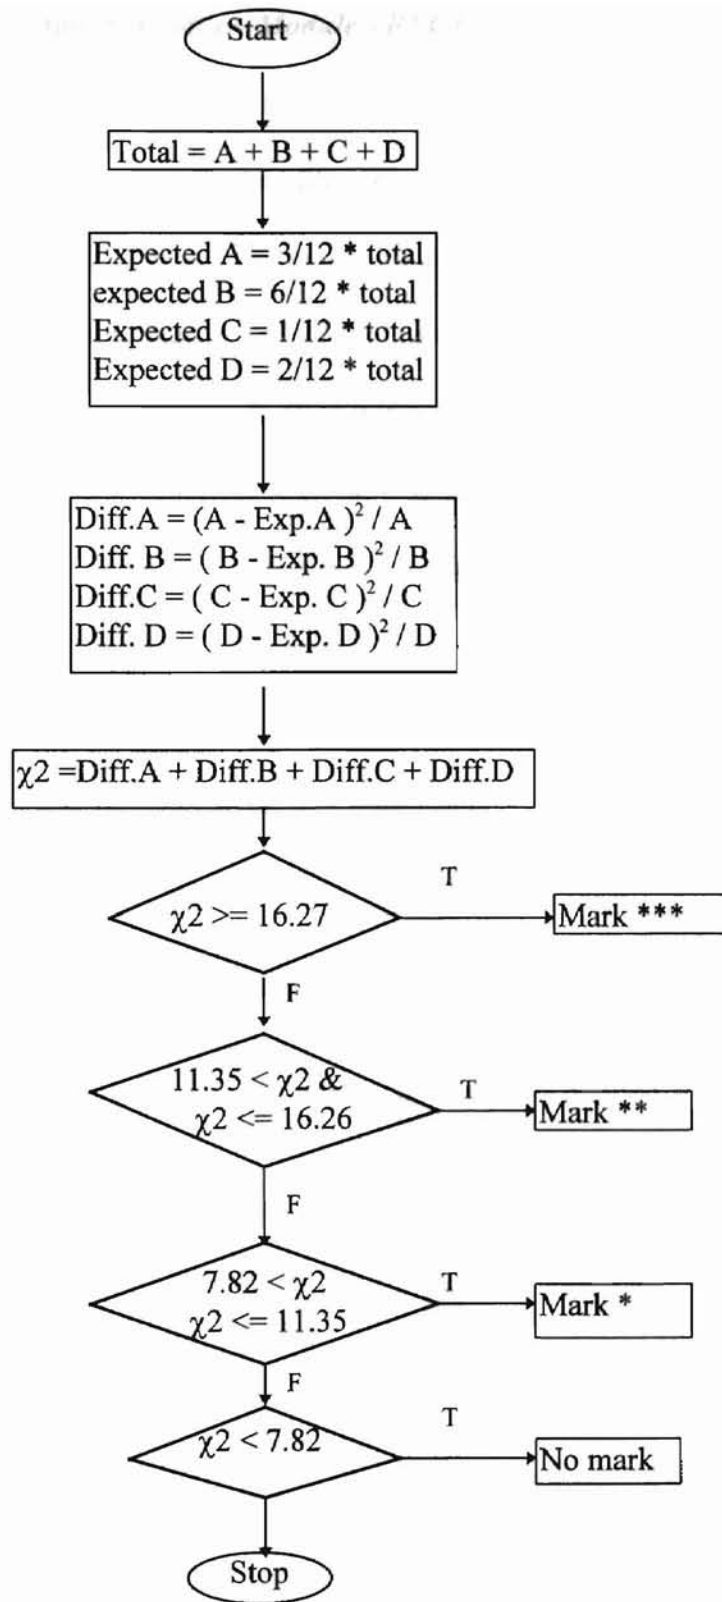 Start
Total = A + B + C + D
Expected A = 3/12 * total
expected B = 6/12 * total
Expected C = 1/12 * total
Expected D = 2/12 * total
Diff.A = (A - Exp.A )² / A
Diff. B = ( B - Exp. B )² / B
Diff.C = ( C - Exp. C )² / C
Diff. D = ( D - Exp. D )² / D
χ2 =Diff.A + Diff.B + Diff.C + Diff.D
χ2 >= 16.27
T
Mark ***
F
11.35 < χ2 &
χ2 <= 16.26
T
Mark **
F
7.82 < χ2
χ2 <= 11.35
T
Mark *
F
χ2 < 7.82
T
No mark
Stop